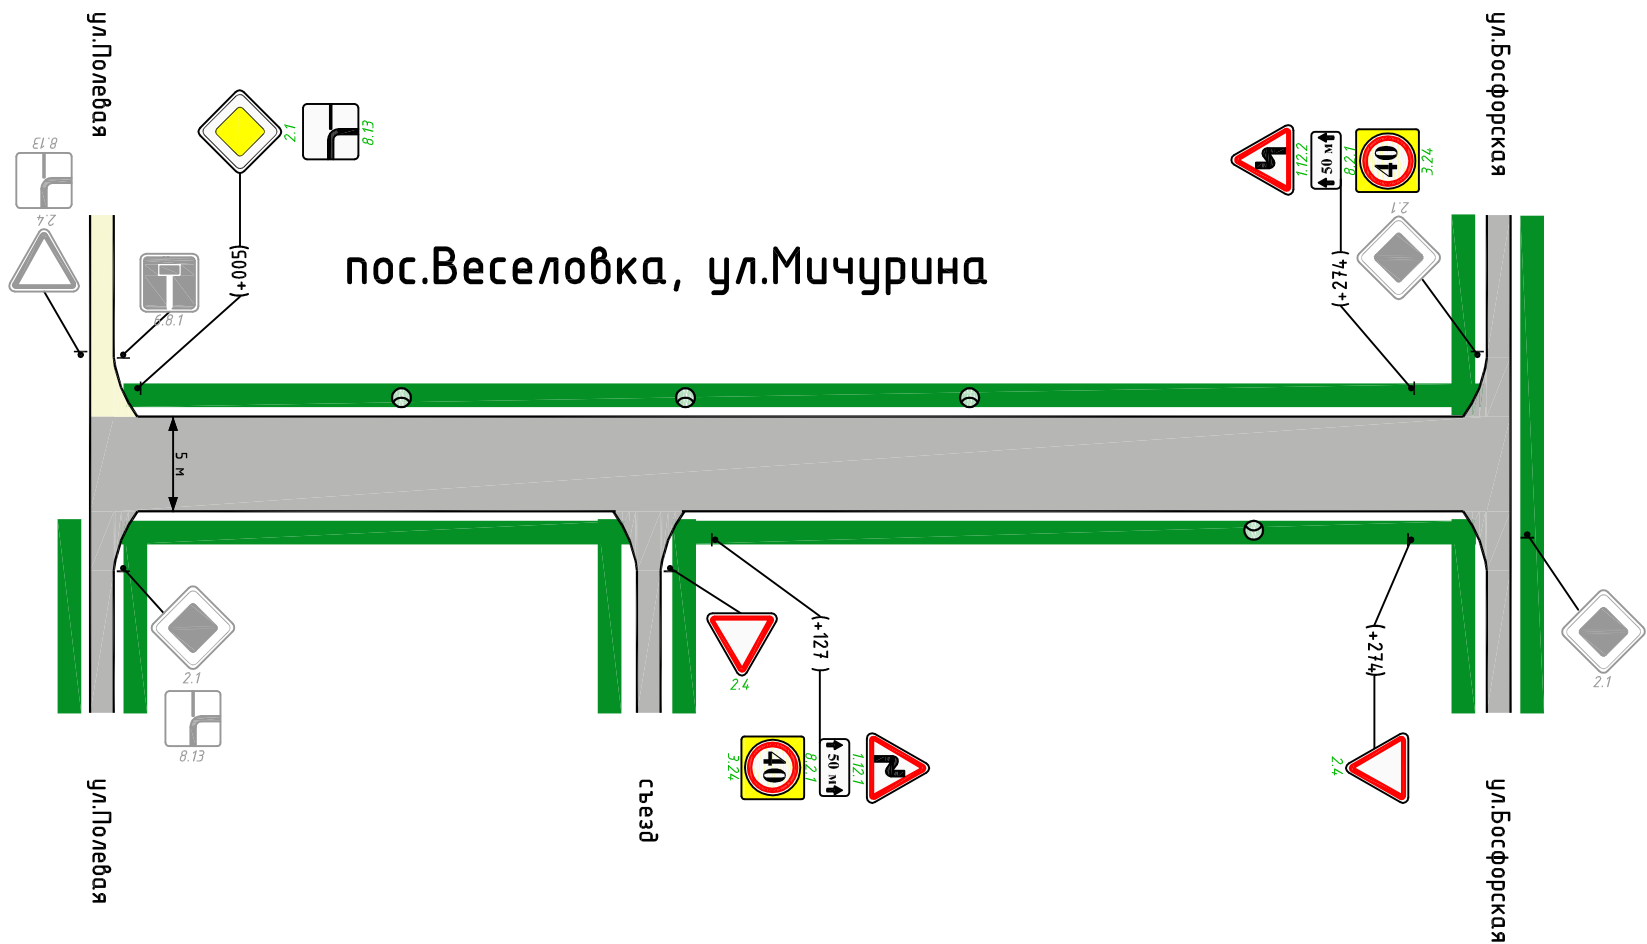 ул.Полевая
ул.Босфорская
8.13
2.4
2.1
8.13
6.8.1
(+005)
пос.Веселовка, ул.Мичурина
1.12.2
50 м
8.2.1
40
3.24
2.1
(+274)
5 м
2.1
8.13
2.4
(+127)
3.24
40
8.2.1
50 м
1.12.1
(+274)
2.4
2.1
ул.Полевая
съезд
ул.Босфорская